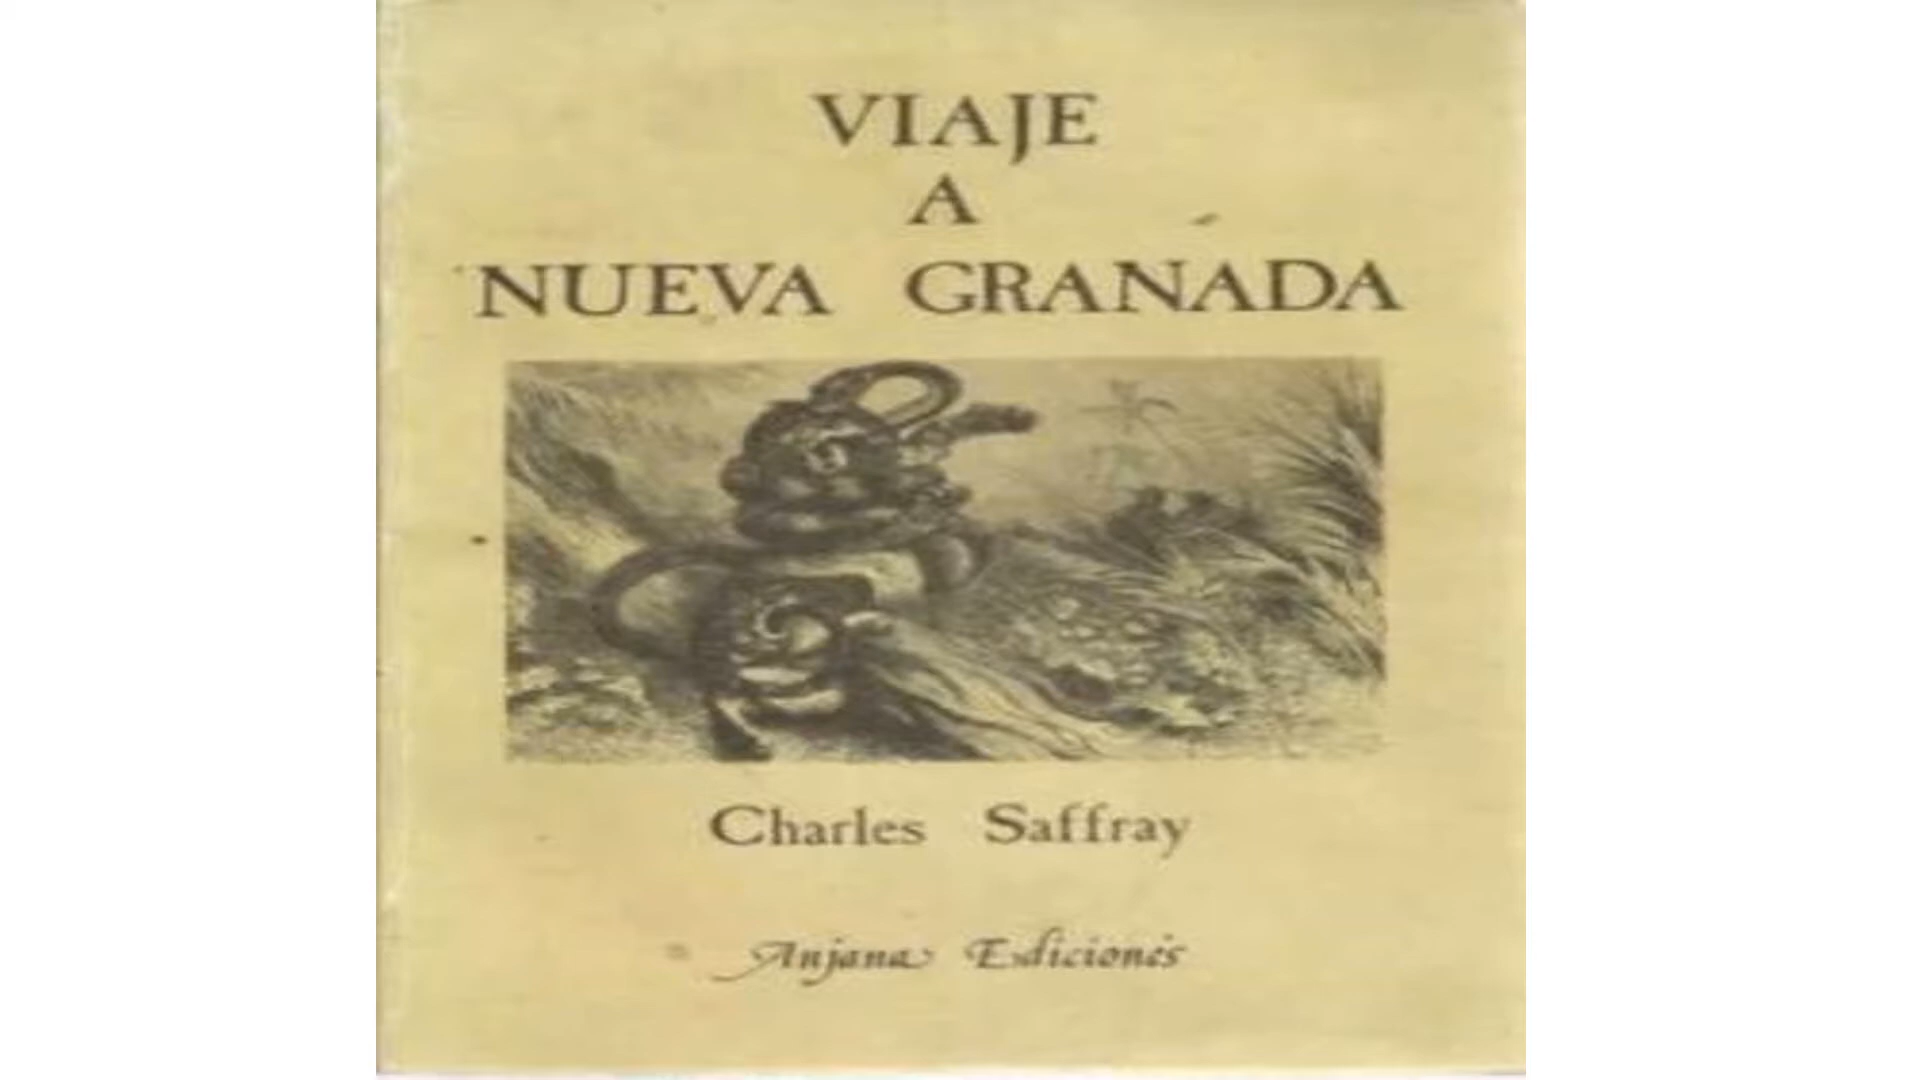 VIAJE
A
NUEVA GRANADA
Charles Saffray
Anjana Ediciones